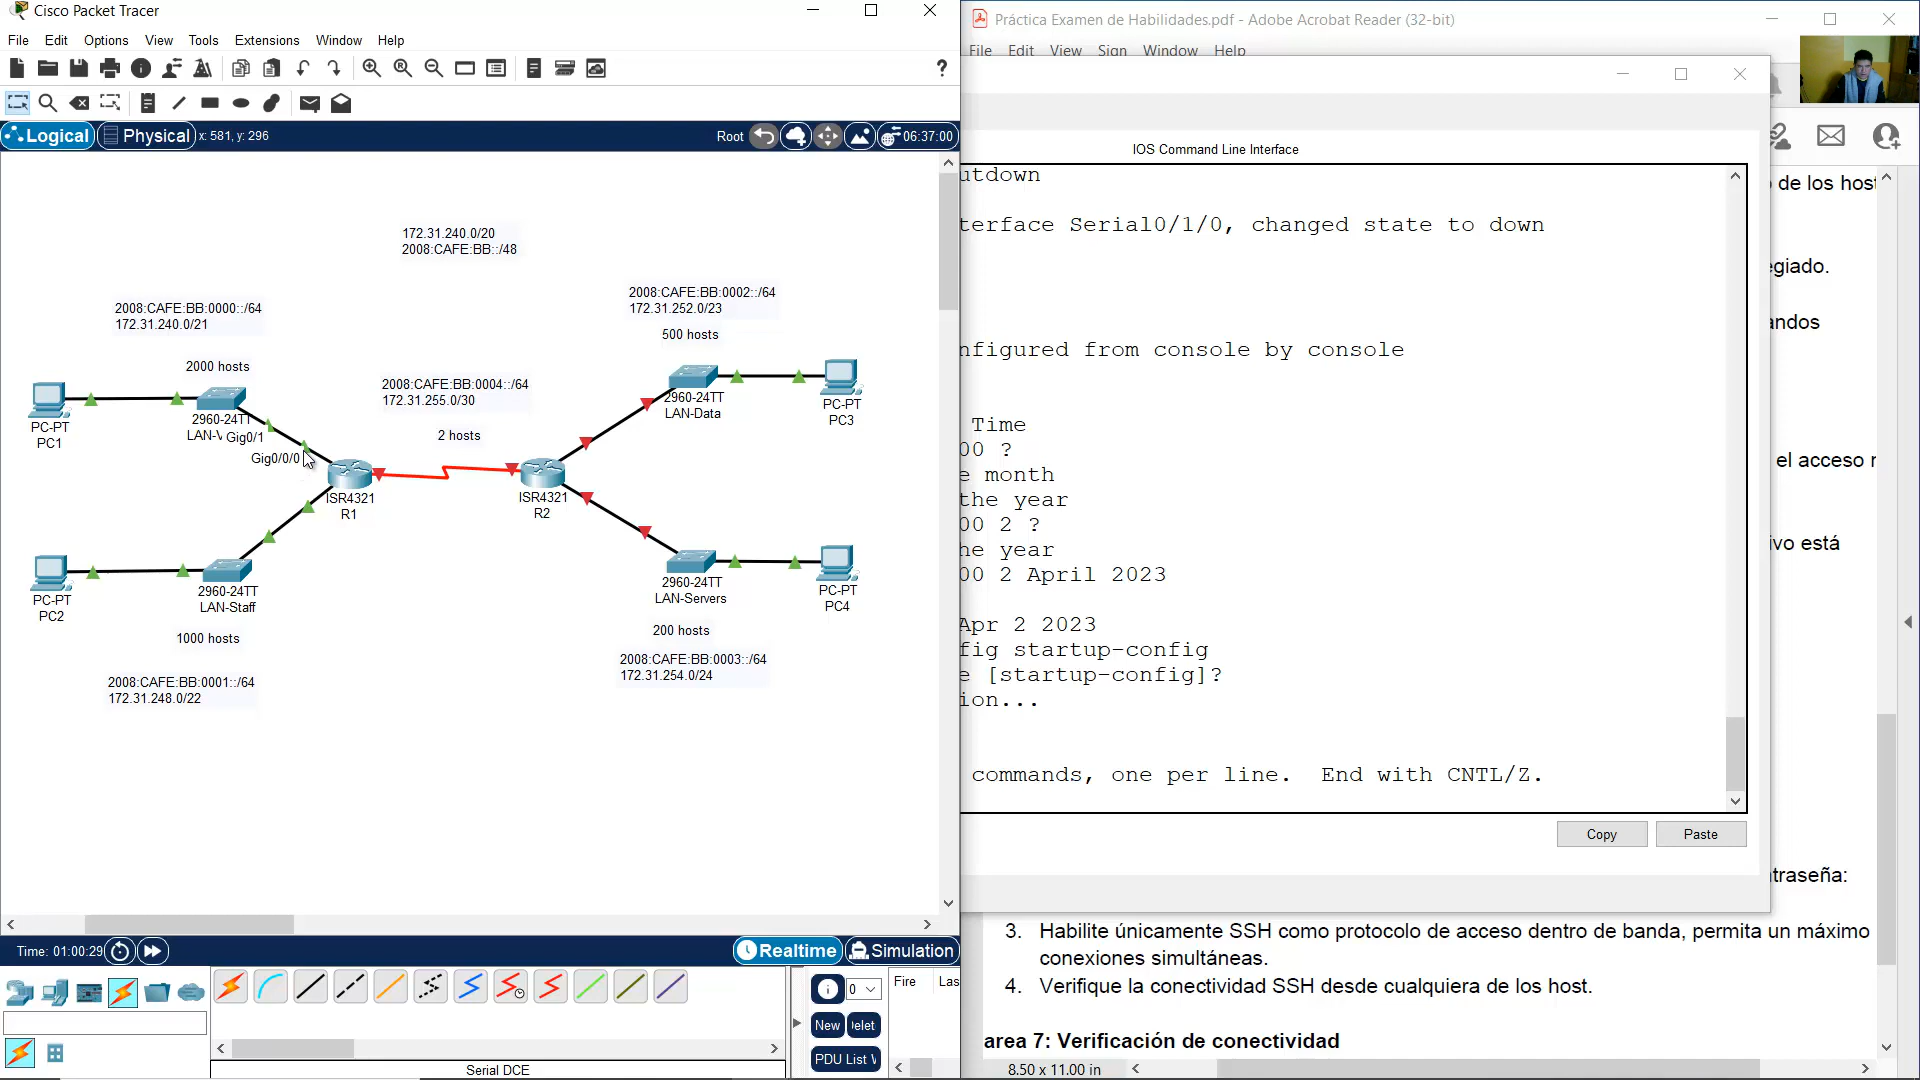 Cisco Packet Tracer
File Edit Options View Tools Extensions Window Help
Logical Physical x: 581, y: 296
Root 06:37:00
172.31.240.0/20
2008:CAFE:BB::/48
2008:CAFE:BB:0000::/64
172.31.240.0/21
2000 hosts
2008:CAFE:BB:0002::/64
172.31.252.0/23
500 hosts
2008:CAFE:BB:0004::/64
172.31.255.0/30
2 hosts
PC-PT
PC1
2960-24TT
LAN-V
Gig0/1
Gig0/0/0
ISR4321
R1
ISR4321
R2
2960-24TT
LAN-Data
PC-PT
PC3
PC-PT
PC2
2960-24TT
LAN-Staff
1000 hosts
2008:CAFE:BB:0001::/64
172.31.248.0/22
2960-24TT
LAN-Servers
PC-PT
PC4
200 hosts
2008:CAFE:BB:0003::/64
172.31.254.0/24
Time: 01:00:29
Realtime Simulation
0
Fire Las
New elet
PDU List
Serial DCE
Práctica Examen de Habilidades.pdf - Adobe Acrobat Reader (32-bit)
File Edit View Sign Window Help
IOS Command Line Interface
utdown
terface Serial0/1/0, changed state to down
nfigured from console by console
Time
00 ?
e month
the year
00 2 ?
he year
00 2 April 2023
Apr 2 2023
fig startup-config
e [startup-config]?
ion...
commands, one per line. End with CNTL/Z.
Copy Paste
de los host
egiado.
andos
el acceso r
ivo está
traseña:
3. Habilite únicamente SSH como protocolo de acceso dentro de banda, permita un máximo
conexiones simultáneas.
4. Verifique la conectividad SSH desde cualquiera de los host.
area 7: Verificación de conectividad
8.50 x 11.00 in